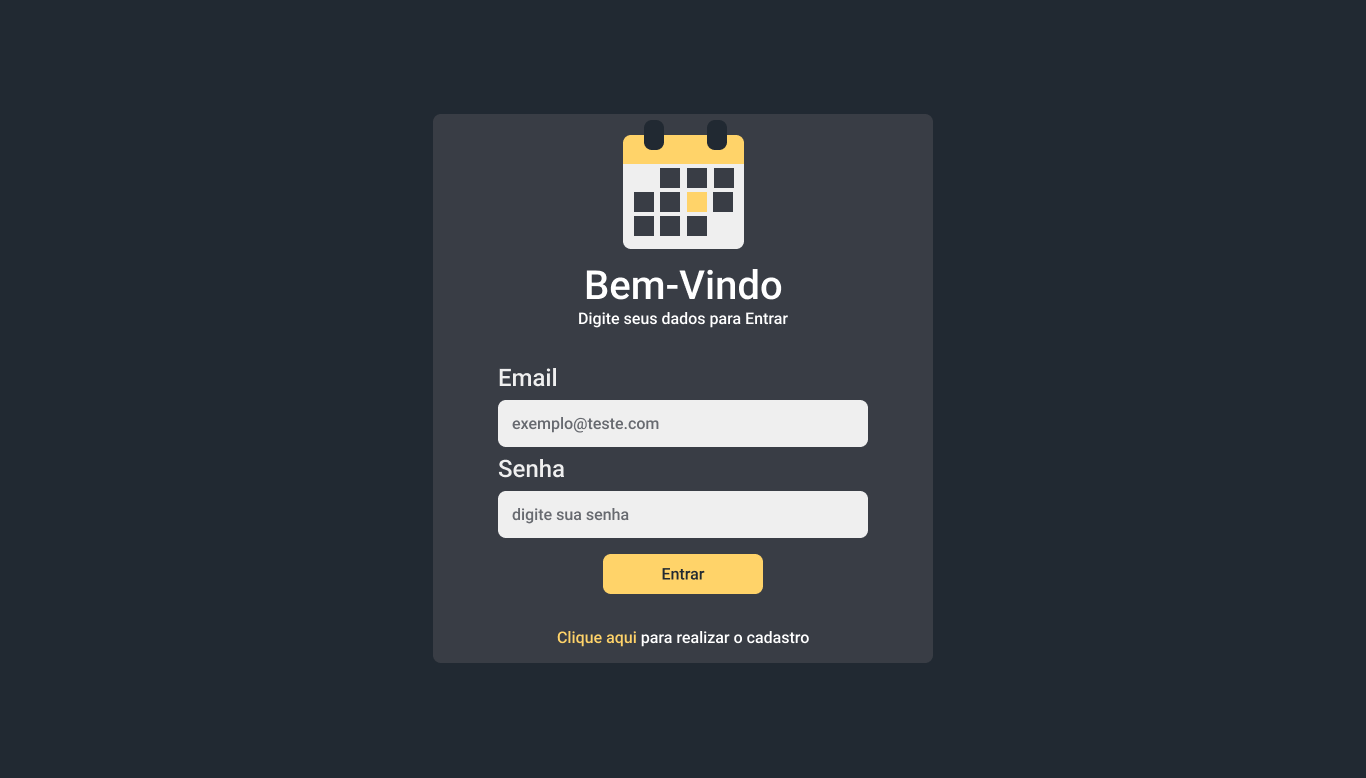 Bem-Vindo
Digite seus dados para Entrar
Email
exemplo@teste.com
Senha
digite sua senha
Entrar
Clique aqui para realizar o cadastro